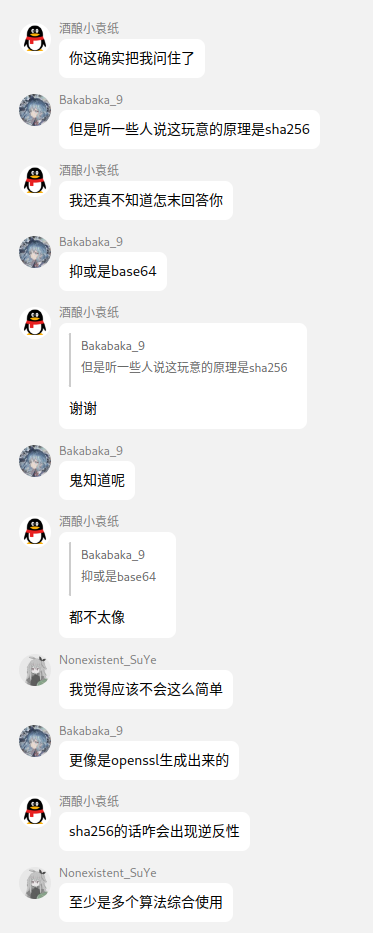 酒酿小袁纸
你这确实把我问住了
Bakabaka_9
但是听一些人说这玩意的原理是sha256
酒酿小袁纸
我还真不知道怎末回答你
Bakabaka_9
抑或是base64
酒酿小袁纸
Bakabaka_9
但是听一些人说这玩意的原理是sha256
谢谢
Bakabaka_9
鬼知道呢
酒酿小袁纸
Bakabaka_9
抑或是base64
都不太像
Nonexistent_SuYe
我觉得应该不会这么简单
Bakabaka_9
更像是openssl生成出来的
酒酿小袁纸
sha256的话咋会出现逆反性
Nonexistent_SuYe
至少是多个算法综合使用